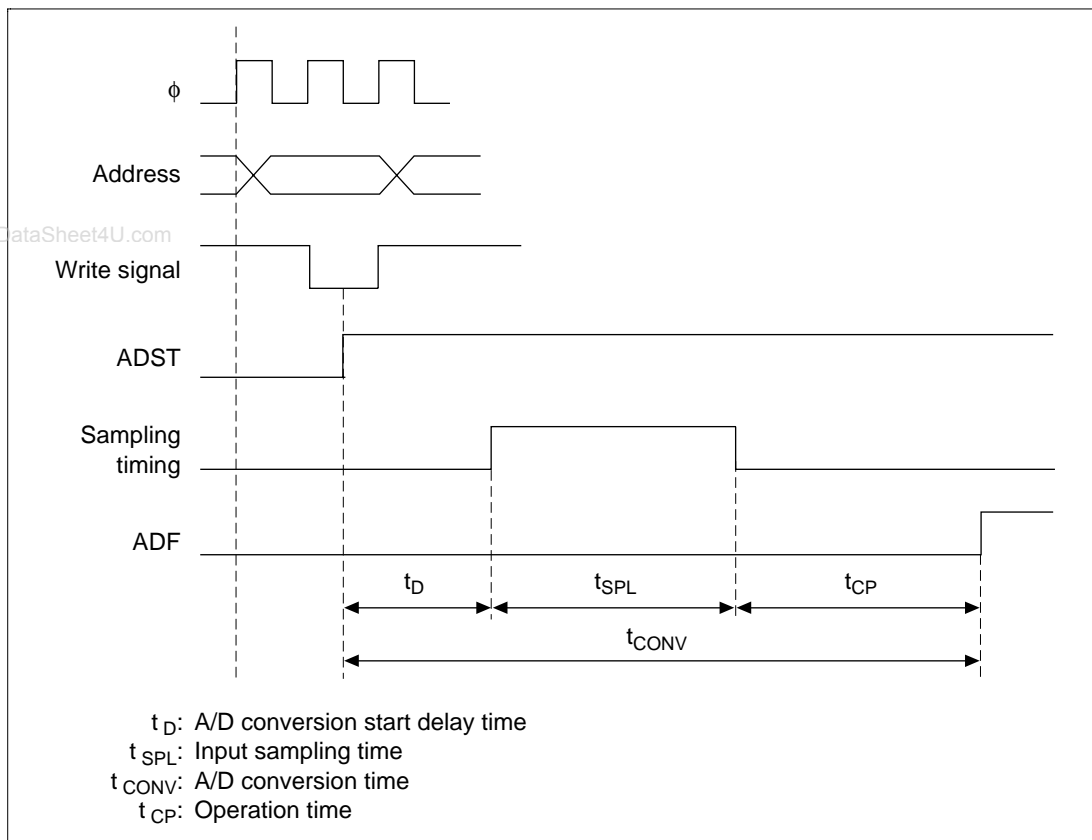 ϕ
Address
DataSheet4U.com
Write signal
ADST
Sampling
timing
ADF
tD
tSPL
tCP
tCONV
tD: A/D conversion start delay time
tSPL: Input sampling time
tCONV: A/D conversion time
tCP: Operation time